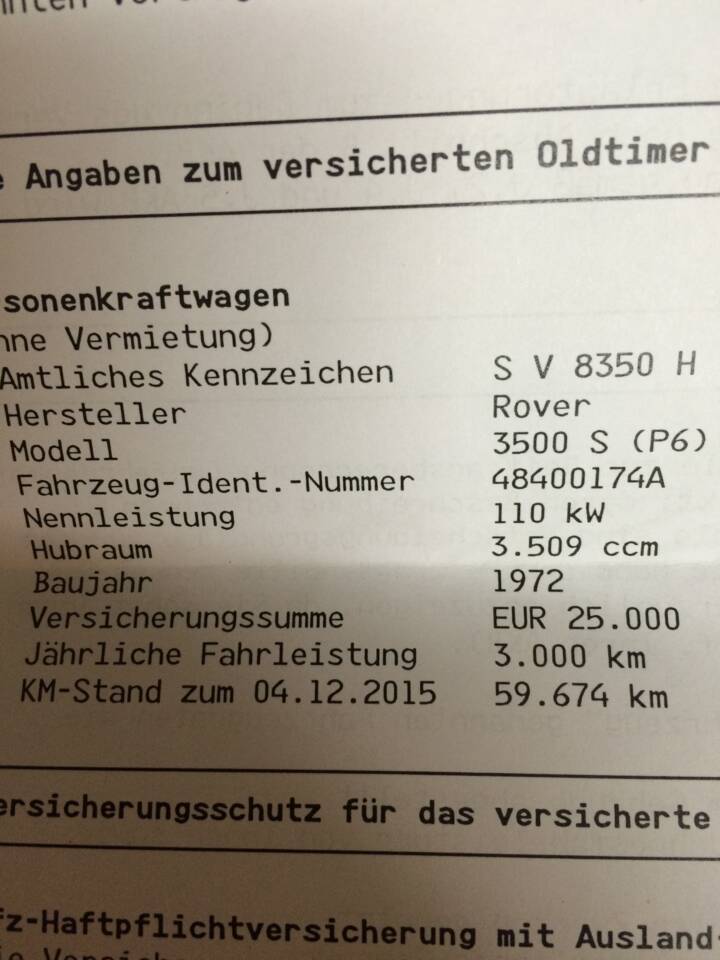 Angaben zum versicherten Oldtimer
sonenkraftwagen
nne Vermietung)
Amtliches Kennzeichen S V 8350 H
Hersteller Rover
Modell 3500 S (P6)
Fahrzeug-Ident.-Nummer 48400174A
Nennleistung 110 kW
Hubraum 3.509 ccm
Baujahr 1972
Versicherungssumme EUR 25.000
Jährliche Fahrleistung 3.000 km
KM-Stand zum 04.12.2015 59.674 km
ersicherungsschutz für das versicherte
fz-Haftpflichtversicherung mit Ausland-